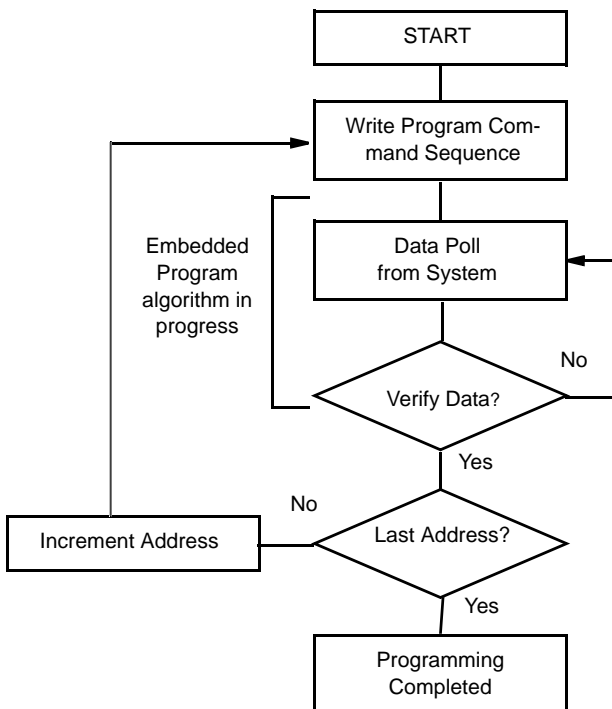 START
Write Program Com-
mand Sequence
Data Poll
from System
Embedded
Program
algorithm in
progress
No
Verify Data?
Yes
No
Increment Address
Last Address?
Yes
Programming
Completed